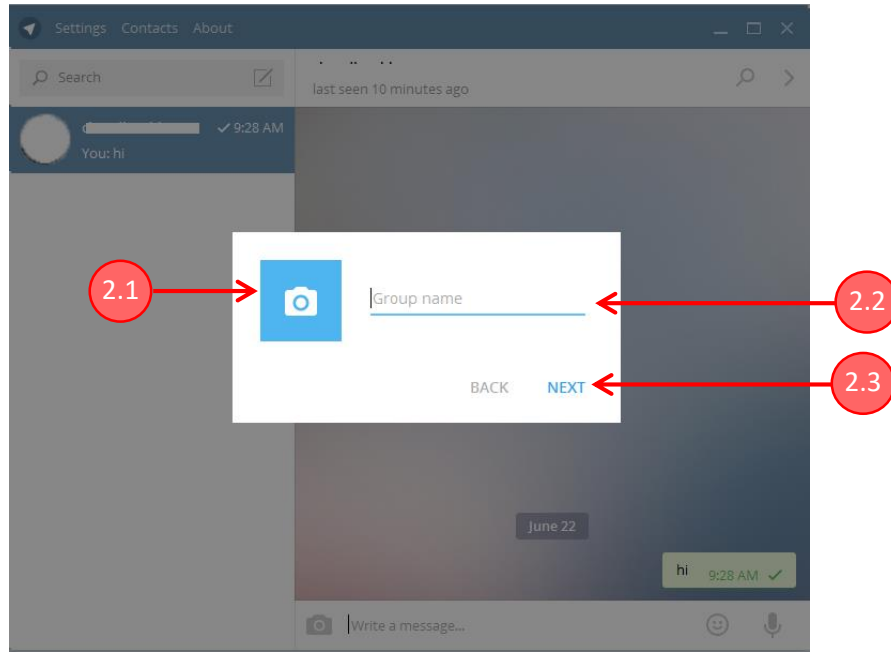 Settings Contacts About
Search
last seen 10 minutes ago
9:28 AM
You: hi
2.1
Group name
2.2
BACK NEXT
2.3
June 22
hi 9:28 AM
Write a message...